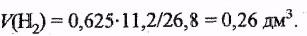 V(H₂) = 0,625·11,2/26,8 = 0,26 дм³.